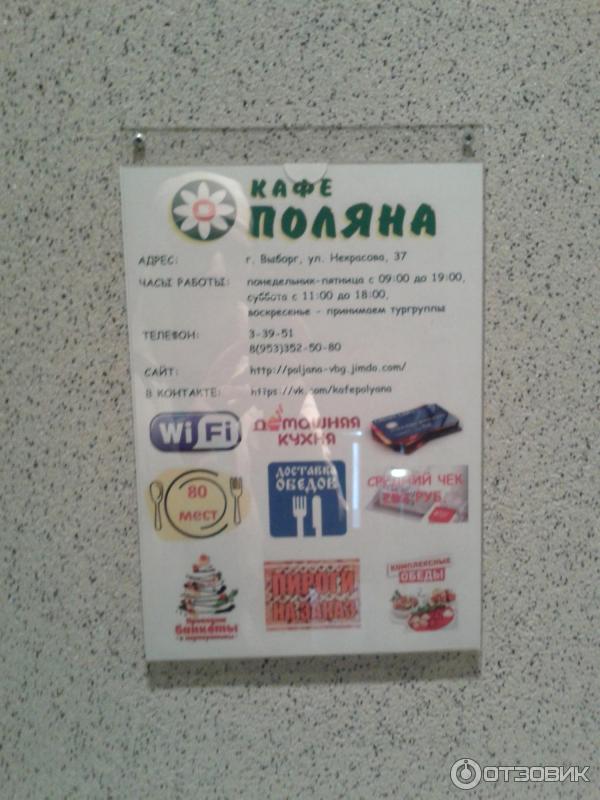 КАФЕ
ПОЛЯНА
АДРЕС: г. Выборг, ул. Некрасова, 37
ЧАСЫ РАБОТЫ: понедельник-пятница с 09:00 до 19:00,
суббота с 11:00 до 18:00,
воскресенье - принимаем тургруппы
ТЕЛЕФОН: 3-39-51
8(953)352-50-80
САЙТ: http://poljana-vbg.jimdo.com/
В КОНТАКТЕ: https://vk.com/kafepolyana
WiFi
ДОМАШНЯЯ
КУХНЯ
80
мест
ДОСТАВКА
ОБЕДОВ
СРЕДНИЙ ЧЕК
РУБ.
Проводим
банкеты
и корпоративы
ПИРОГИ
НА ЗАКАЗ
КОМПЛЕКСНЫЕ
ОБЕДЫ
ОТЗОВИК